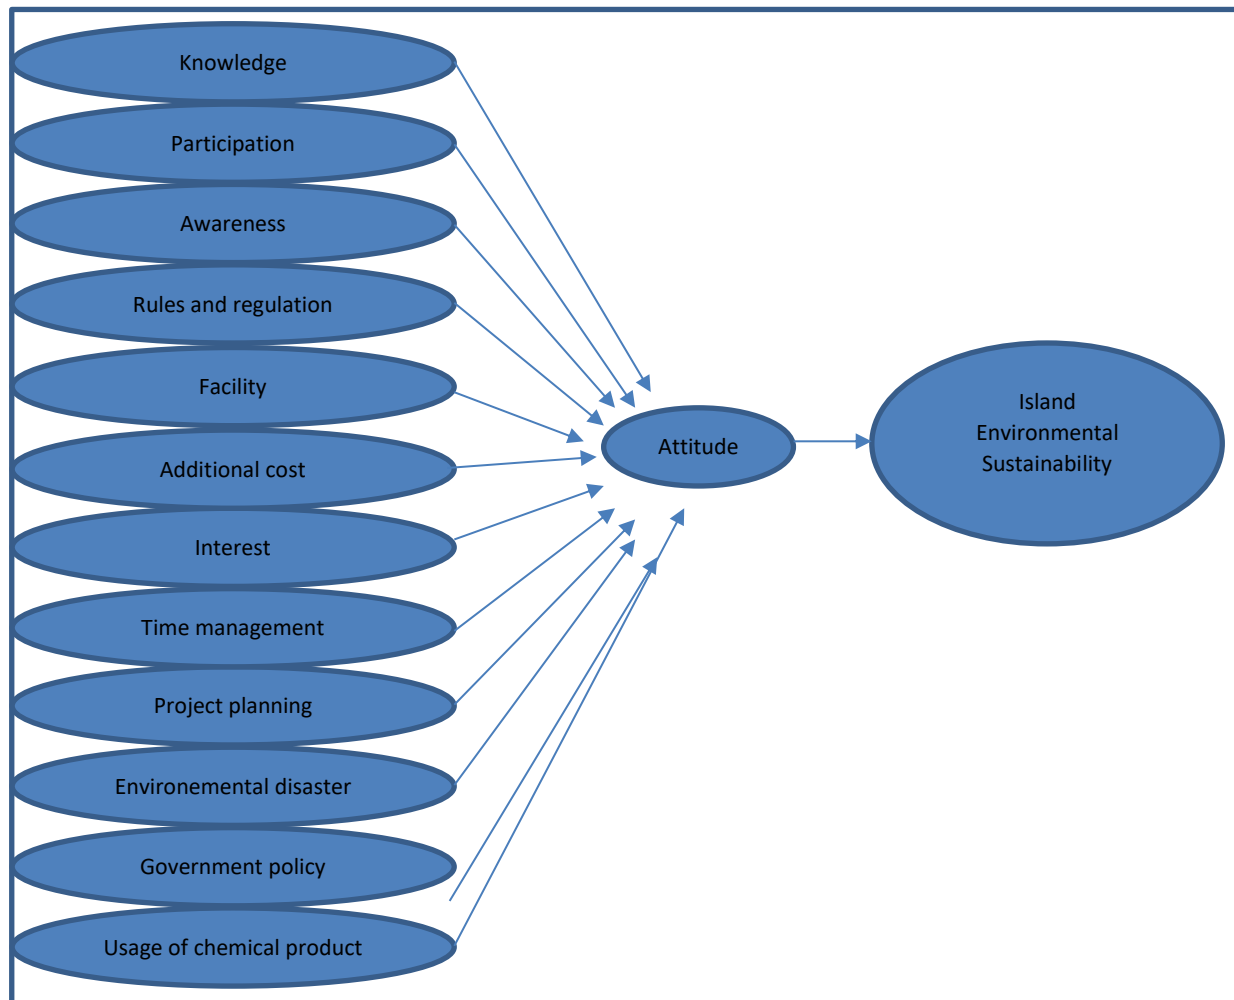 Knowledge
Participation
Awareness
Rules and regulation
Facility
Additional cost
Interest
Time management
Project planning
Environemental disaster
Government policy
Usage of chemical product
Attitude
Island
Environmental
Sustainability